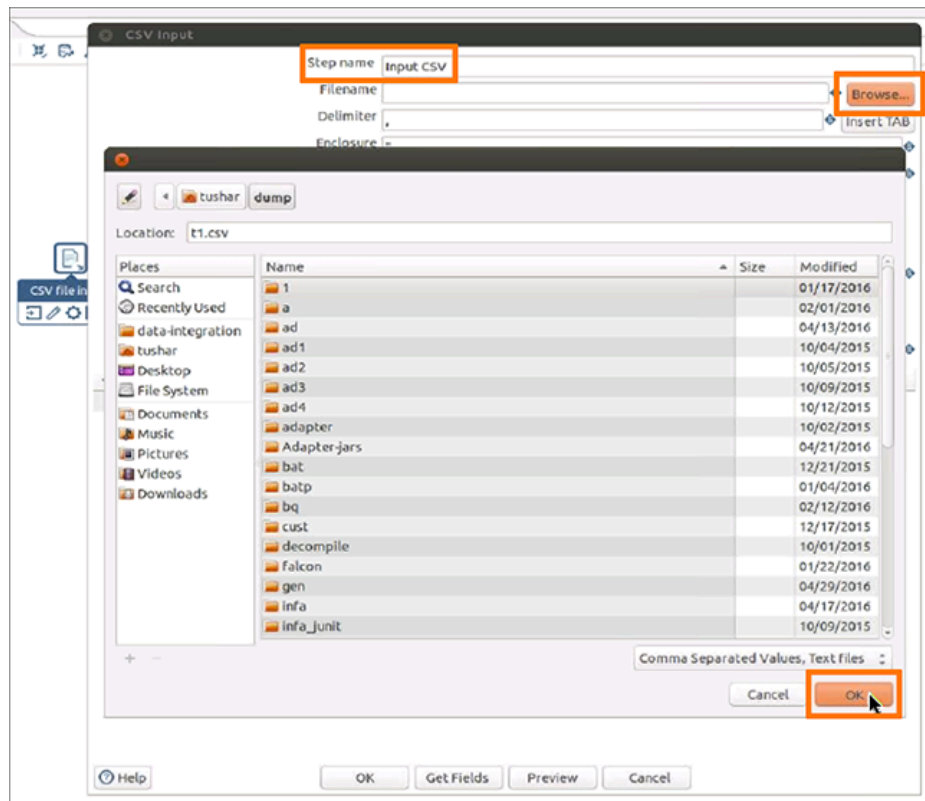 CSV Input
Step name Input CSV
Filename Browse...
Delimiter , Insert TAB
Enclosure "
tushar dump
Location: t1.csv
Places Name Size Modified
Search 1 01/17/2016
Recently Used a 02/01/2016
data-integration ad 04/13/2016
tushar ad1 10/04/2015
Desktop ad2 10/05/2015
File System ad3 10/09/2015
Documents ad4 10/12/2015
Music adapter 10/02/2015
Pictures Adapter-jars 04/21/2016
Videos bat 12/21/2015
Downloads batp 01/04/2016
bq 02/12/2016
cust 12/17/2015
decompile 10/01/2015
falcon 01/22/2016
gen 04/29/2016
infa 04/17/2016
infa_junit 10/09/2015
CSV file in
Comma Separated Values, Text files
Cancel OK
Help OK Get Fields Preview Cancel